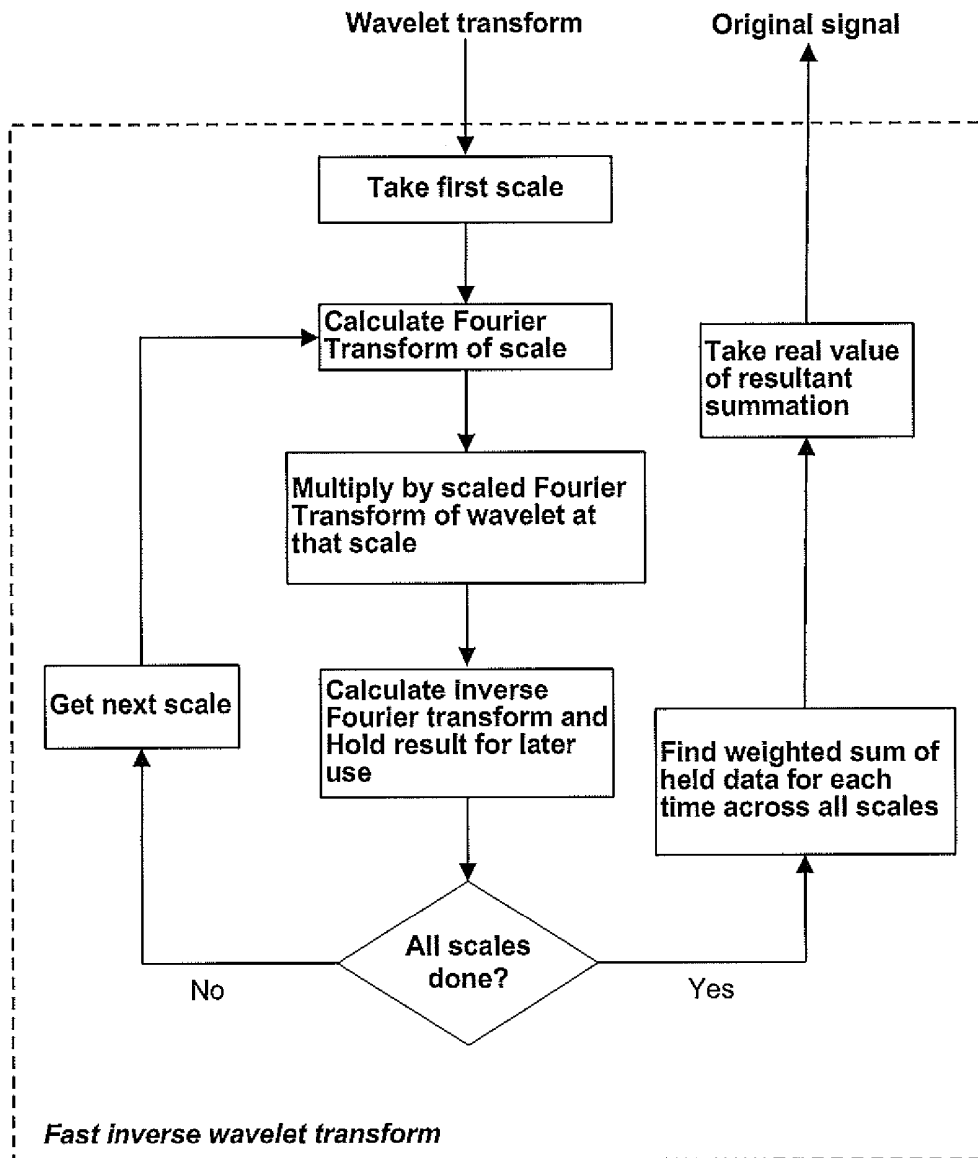 Wavelet transform
Original signal
Take first scale
Calculate Fourier
Transform of scale
Take real value
of resultant
summation
Multiply by scaled Fourier
Transform of wavelet at
that scale
Get next scale
Calculate inverse
Fourier transform and
Hold result for later
use
Find weighted sum of
held data for each
time across all scales
All scales
done?
No
Yes
Fast inverse wavelet transform